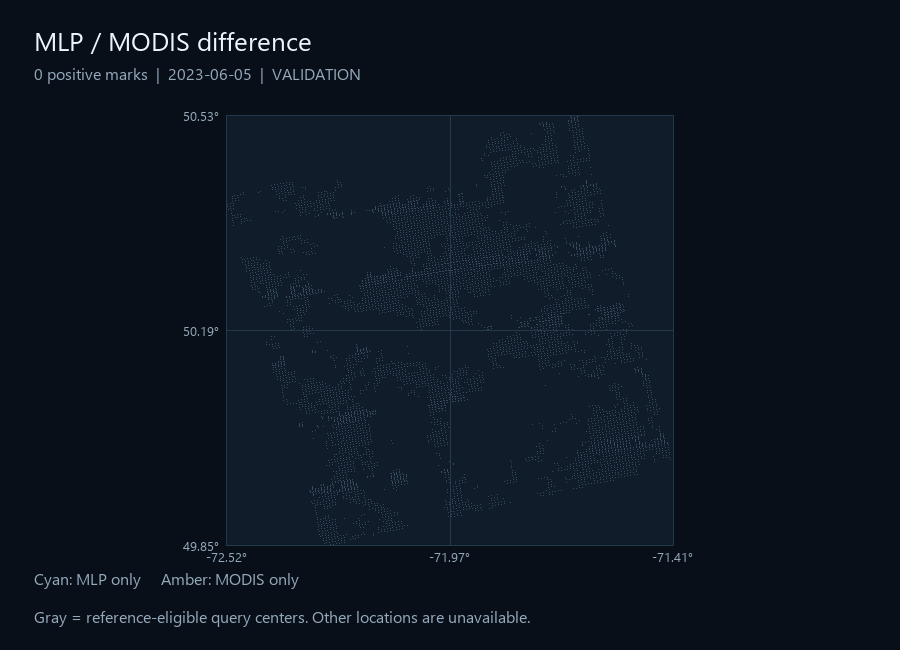 MLP / MODIS difference
0 positive marks | 2023-06-05 | VALIDATION
50.53°
50.19°
49.85°
-72.52° -71.97° -71.41°
Cyan: MLP only Amber: MODIS only
Gray = reference-eligible query centers. Other locations are unavailable.